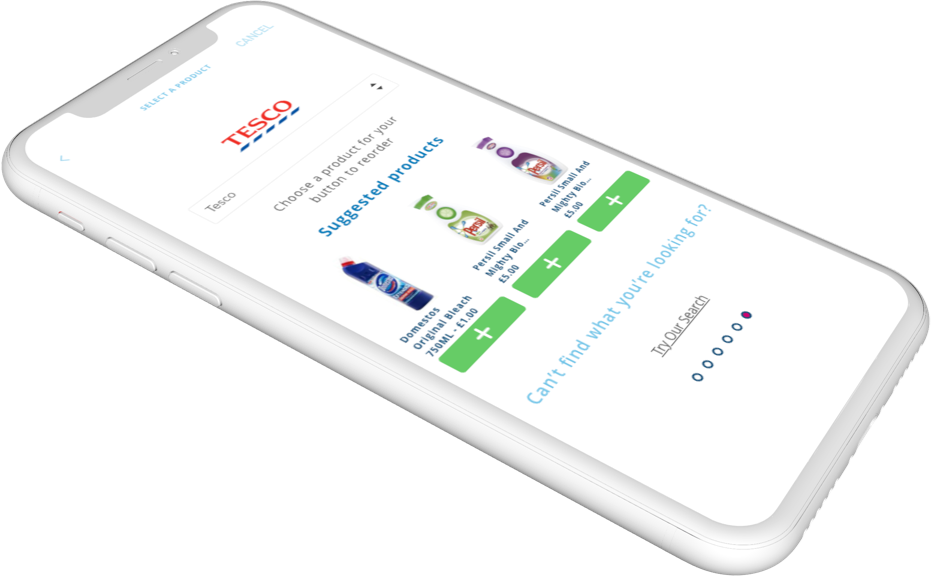 CANCEL
SELECT A PRODUCT
TESCO
Tesco
Choose a product for your
button to reorder
Suggested products
Domestos
Original Bleach
750ML - £1.00
Persil Small And
Mighty Bio...
£5.00
Persil Small And
Mighty Bio...
£5.00
Persil
Persil
Can't find what you're looking for?
Try Our Search